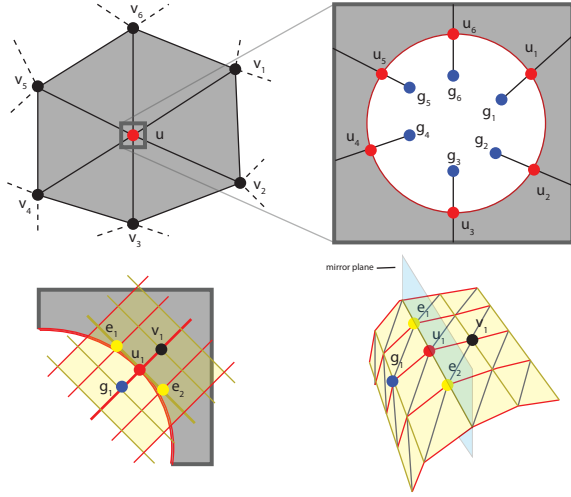 v₆
v₁
v₅
u
v₂
v₄
v₃
u₆
u₁
u₅
g₅
g₆
g₁
u₄
g₄
g₂
g₃
u₂
u₃
mirror plane
e₁
v₁
u₁
g₁
e₂
e₁
v₁
u₁
g₁
e₂